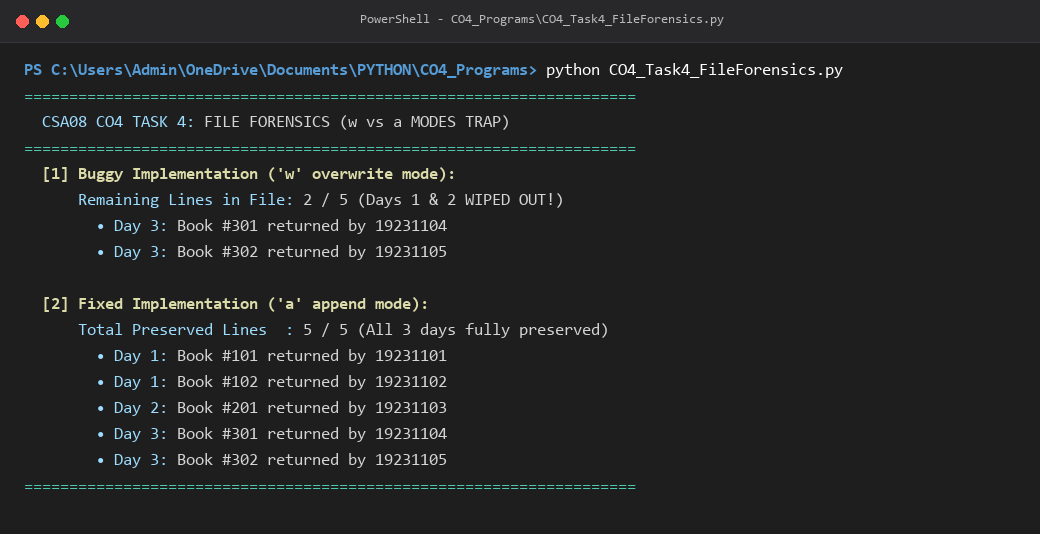 PowerShell - CO4_Programs\CO4_Task4_FileForensics.py
PS C:\Users\Admin\OneDrive\Documents\PYTHON\CO4_Programs> python CO4_Task4_FileForensics.py
====================================================================
CSA08 CO4 TASK 4: FILE FORENSICS (w vs a MODES TRAP)
====================================================================
[1] Buggy Implementation ('w' overwrite mode):
Remaining Lines in File: 2 / 5 (Days 1 & 2 WIPED OUT!)
• Day 3: Book #301 returned by 19231104
• Day 3: Book #302 returned by 19231105
[2] Fixed Implementation ('a' append mode):
Total Preserved Lines  : 5 / 5 (All 3 days fully preserved)
• Day 1: Book #101 returned by 19231101
• Day 1: Book #102 returned by 19231102
• Day 2: Book #201 returned by 19231103
• Day 3: Book #301 returned by 19231104
• Day 3: Book #302 returned by 19231105
====================================================================